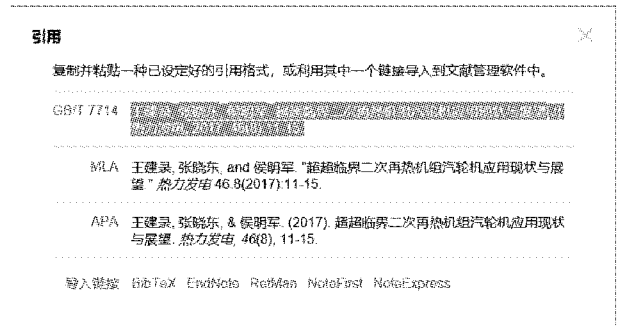 引用
复制并粘贴一种已设定好的引用格式，或利用其中一个链接导入到文献管理软件中。
GB/T 7714
MLA 王建录, 张晓东, and 侯明军. "超超临界二次再热机组汽轮机应用现状与展
望." 热力发电 46.8(2017):11-15.
APA 王建录, 张晓东, & 侯明军. (2017). 超超临界二次再热机组汽轮机应用现状
与展望. 热力发电, 46(8), 11-15.
导入链接 BibTeX EndNote RefMan NoteFirst NoteExpress